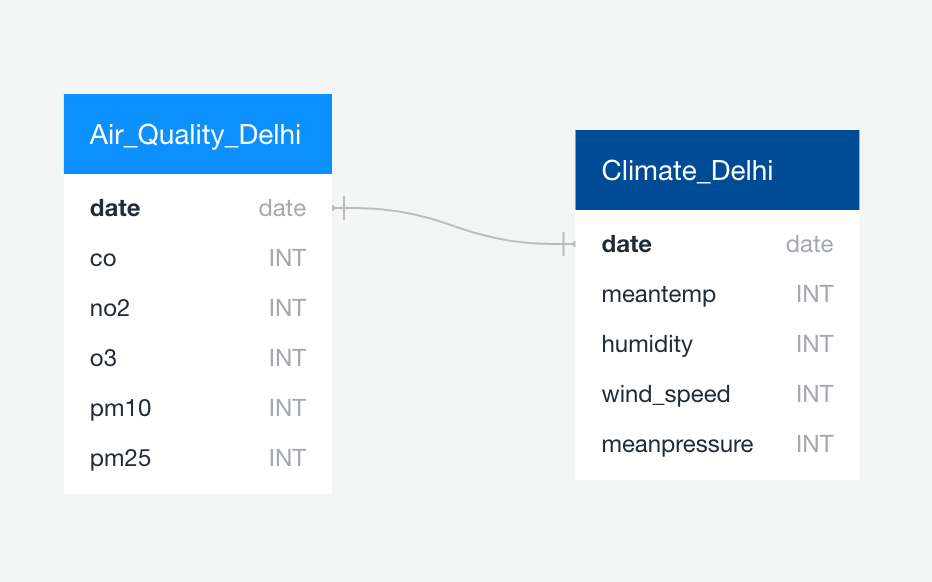 Air_Quality_Delhi
date date
co INT
no2 INT
o3 INT
pm10 INT
pm25 INT
Climate_Delhi
date date
meantemp INT
humidity INT
wind_speed INT
meanpressure INT